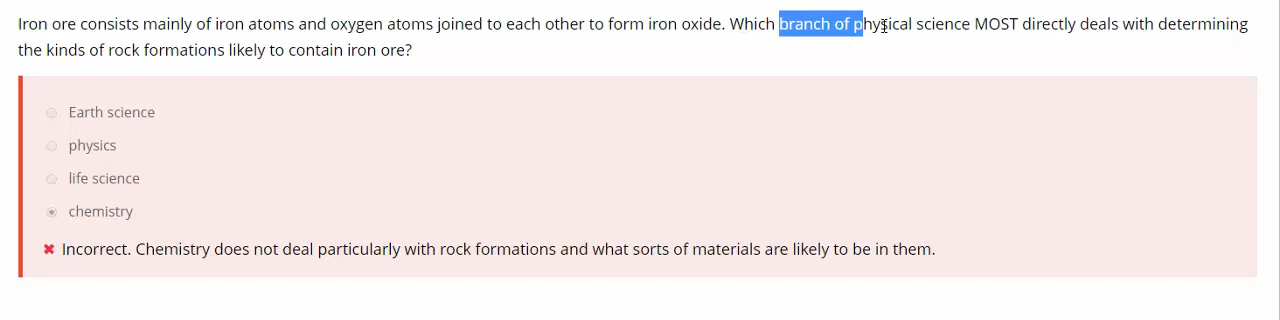 Iron ore consists mainly of iron atoms and oxygen atoms joined to each other to form iron oxide. Which branch of physical science MOST directly deals with determining
the kinds of rock formations likely to contain iron ore?
Earth science
physics
life science
chemistry
✖ Incorrect. Chemistry does not deal particularly with rock formations and what sorts of materials are likely to be in them.